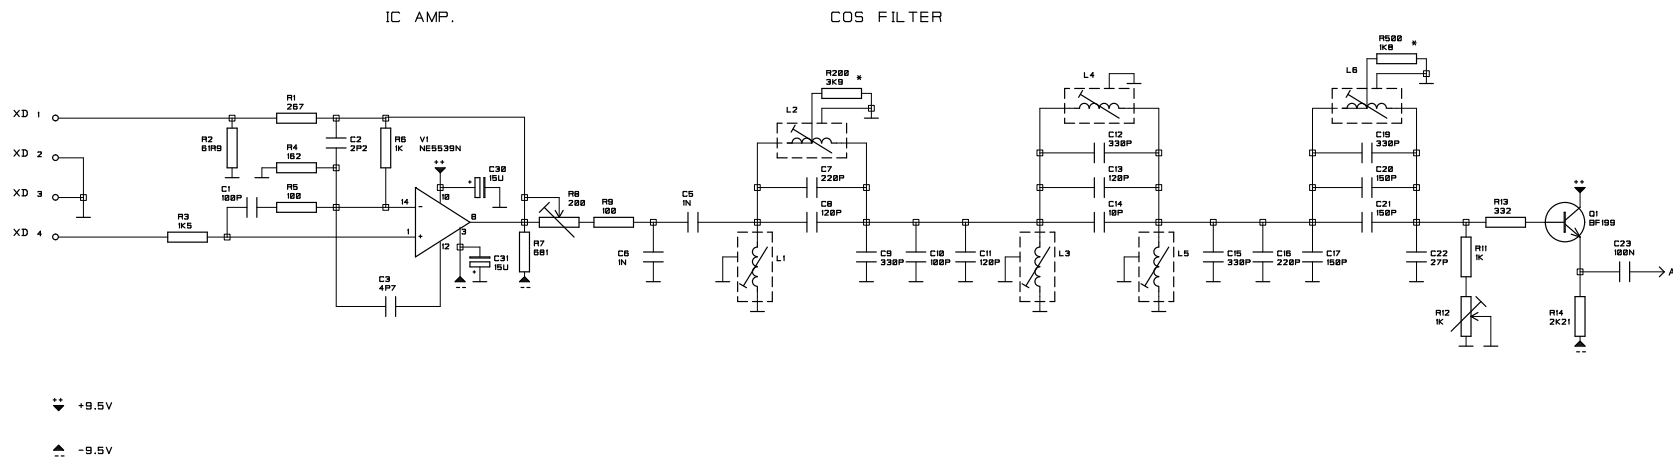 IC AMP.
COS FILTER
XD 1
XD 2
XD 3
XD 4
R1
267
R2
61R9
R4
162
C1
100P
R5
100
R3
1K5
C2
2P2
R6
1K
V1
NE5539N
++
10
14
-
1
+
8
3
12
--
C30
15U
+
C31
15U
+
C3
4P7
R7
681
--
R8
200
R9
100
C6
1N
C5
1N
L1
L2
R200
3K9
*
C7
220P
C8
120P
C9
330P
C10
100P
C11
120P
L3
L4
C12
330P
C13
120P
C14
10P
L5
C15
330P
C16
220P
C17
150P
L6
R500
1K8
*
C19
330P
C20
150P
C21
150P
C22
27P
R11
1K
R12
1K
R13
332
++
Q1
BF199
R14
2K21
--
C23
100N
A
++
+9.5V
--
-9.5V